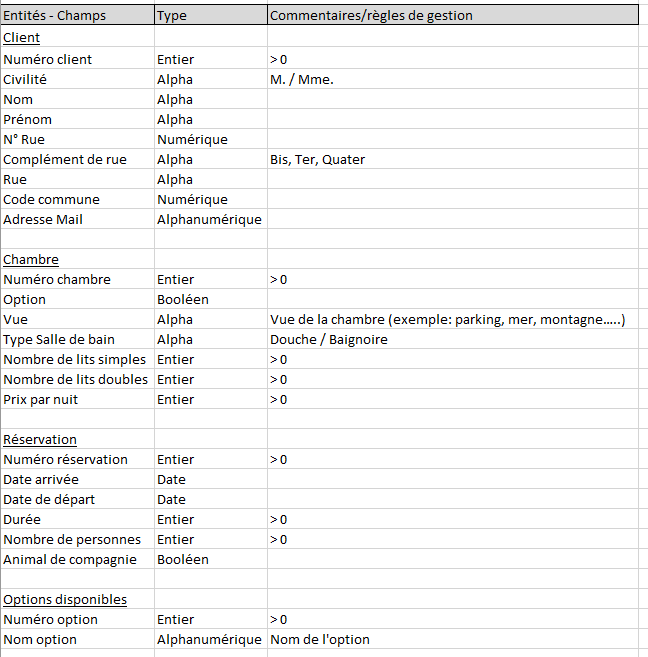 Entités - Champs Type Commentaires/règles de gestion
Client
Numéro client Entier > 0
Civilité Alpha M. / Mme.
Nom Alpha
Prénom Alpha
N° Rue Numérique
Complément de rue Alpha Bis, Ter, Quater
Rue Alpha
Code commune Numérique
Adresse Mail Alphanumérique
Chambre
Numéro chambre Entier > 0
Option Booléen
Vue Alpha Vue de la chambre (exemple: parking, mer, montagne…..)
Type Salle de bain Alpha Douche / Baignoire
Nombre de lits simples Entier > 0
Nombre de lits doubles Entier > 0
Prix par nuit Entier > 0
Réservation
Numéro réservation Entier > 0
Date arrivée Date
Date de départ Date
Durée Entier > 0
Nombre de personnes Entier > 0
Animal de compagnie Booléen
Options disponibles
Numéro option Entier > 0
Nom option Alphanumérique Nom de l'option